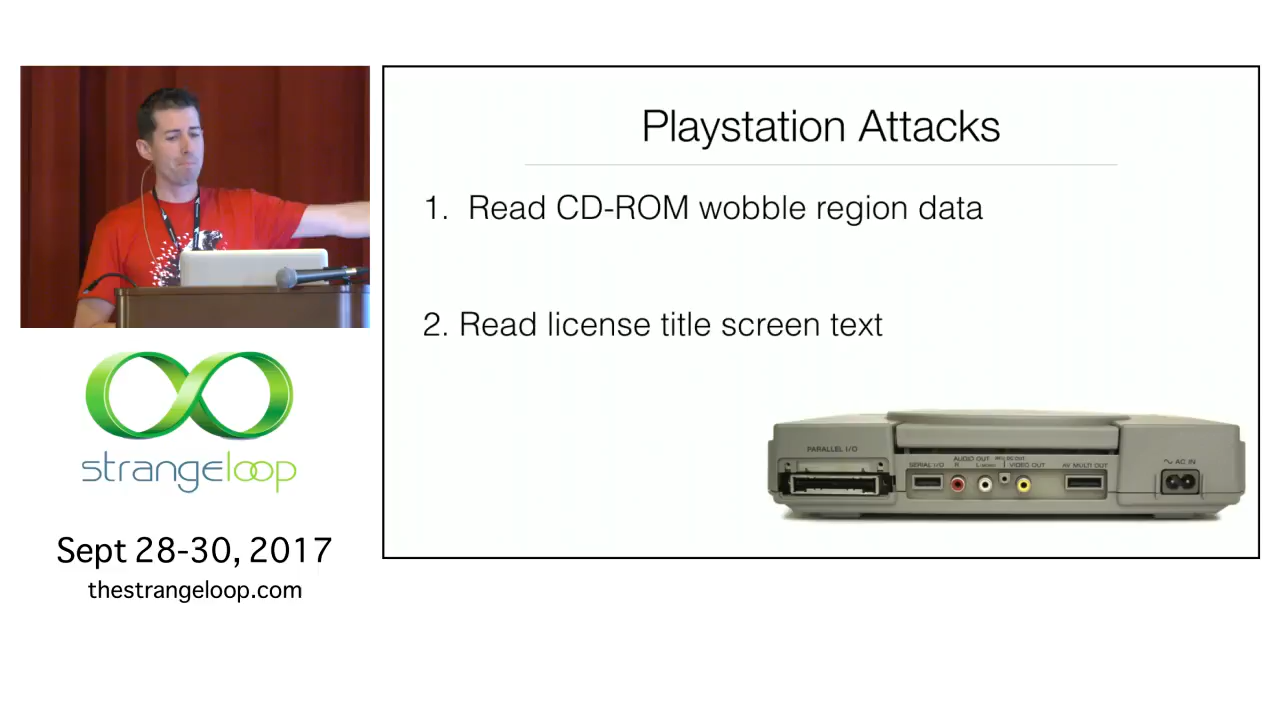 Playstation Attacks
1. Read CD-ROM wobble region data
2. Read license title screen text
PARALLEL I/O
SERIAL I/O
AUDIO OUT
R
VIDEO OUT
AV MULTI OUT
AC IN
strangeloop
Sept 28-30, 2017
thestrangeloop.com